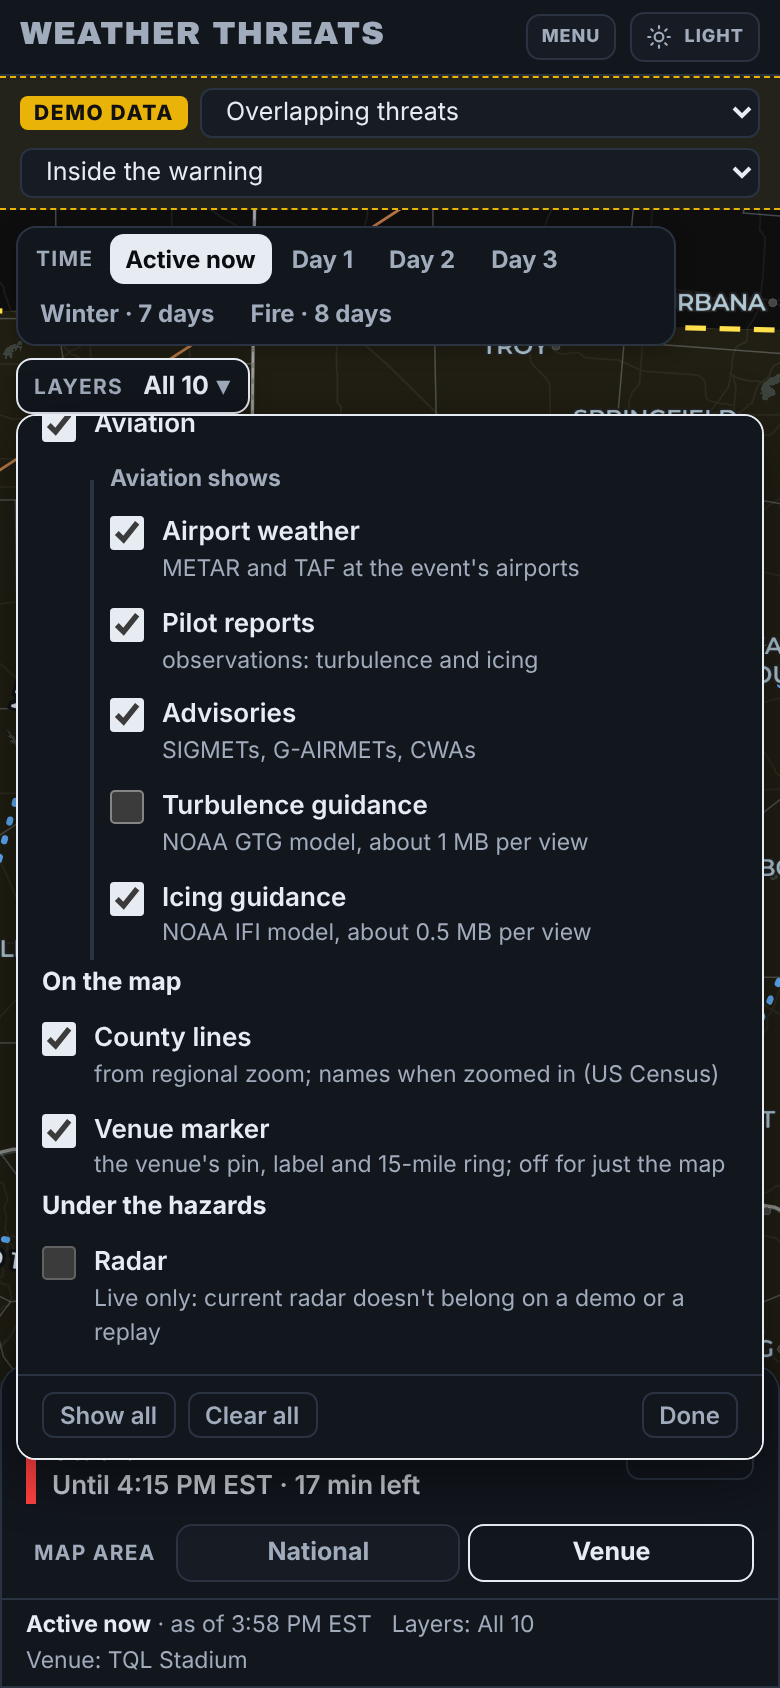 WEATHER THREATS
MENU
LIGHT
DEMO DATA
Overlapping threats
Inside the warning
TIME
Active now
Day 1
Day 2
Day 3
Winter · 7 days
Fire · 8 days
RBANA
TROY
LAYERS All 10 ▾
SPRINGFIELD
Aviation
Aviation shows
Airport weather
METAR and TAF at the event's airports
Pilot reports
observations: turbulence and icing
Advisories
SIGMETs, G-AIRMETs, CWAs
Turbulence guidance
NOAA GTG model, about 1 MB per view
Icing guidance
NOAA IFI model, about 0.5 MB per view
On the map
County lines
from regional zoom; names when zoomed in (US Census)
Venue marker
the venue's pin, label and 15-mile ring; off for just the map
Under the hazards
Radar
Live only: current radar doesn't belong on a demo or a
replay
Show all
Clear all
Done
Until 4:15 PM EST · 17 min left
MAP AREA
National
Venue
Active now · as of 3:58 PM EST Layers: All 10
Venue: TQL Stadium